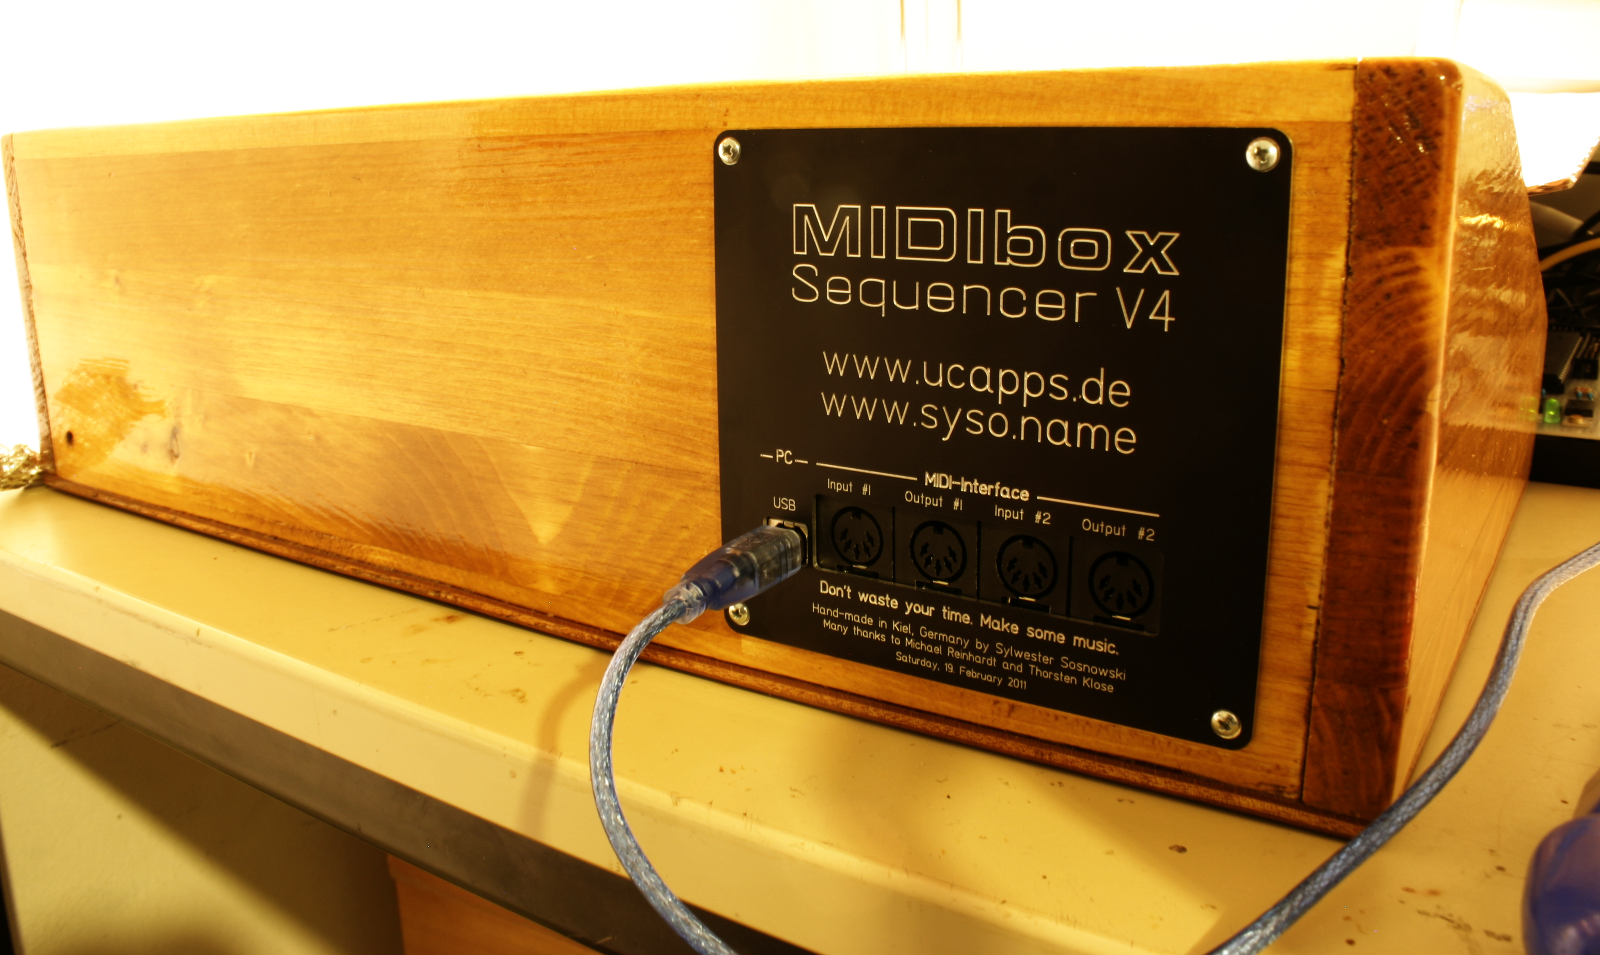 MIDIbox
Sequencer V4
www.ucapps.de
www.syso.name
PC
MIDI-Interface
USB
Input #1
Output #1
Input #2
Output #2
Don't waste your time. Make some music.
Hand-made in Kiel, Germany by Sylwester Sosnowski
Many thanks to Michael Reinhardt and Thorsten Klose
Saturday, 19. February 2011